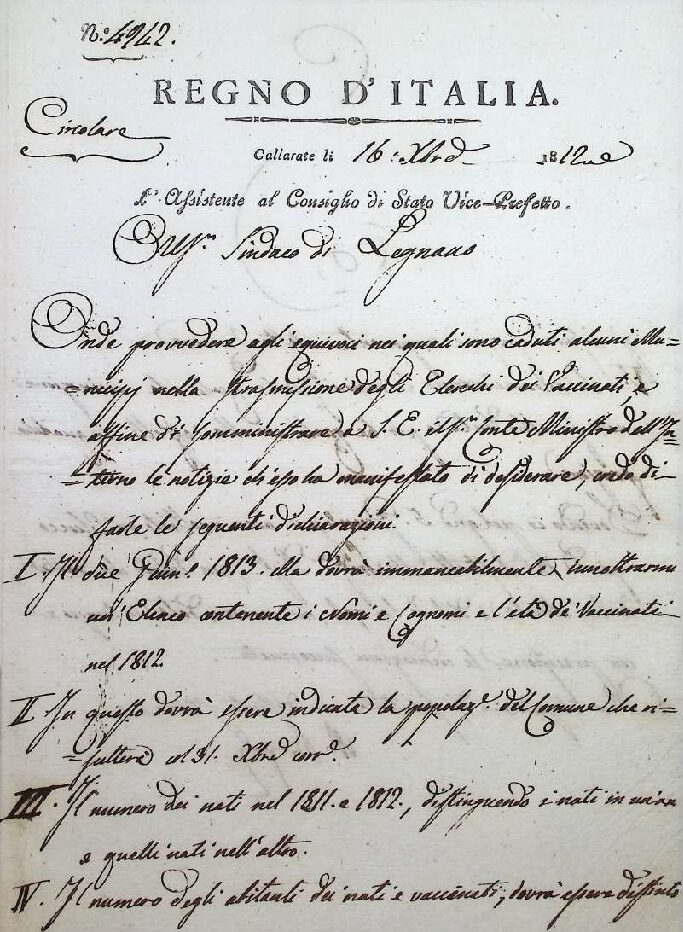 N.º 4242.
REGNO D'ITALIA.
Circolare
Gallarate li 16. Xbre 1812
L'Assistente al Consiglio di Stato Vice-Prefetto.
Al Sig.r Sindaco di Legnano
Onde provvedere agli equivoci nei quali sono caduti alcuni Mu=
=nicipj nella trasmissione degli Elenchi dei Vaccinati e
affine di somministrare a S. E. il Sig.r Conte Ministro dell'In=
=terno le notizie ch'esso ha manifestato di desiderare, credo di
farle le seguenti dichiarazioni
I. Il due Genn.o 1813. ella dovrà immancabilmente innoltrarmi
un'Elenco contenente i Nomi e Cognomi e l'età de' Vaccinati
nel 1812.
II. In questo dovrà essere indicata la popolaz.e del Comune che ri=
=sulterà al 31. Xbre corr.e
III. Il numero dei nati nel 1811. e 1812., distinguendo i nati in un'anno
e quelli nati nell'altro.
IV. Il numero degli abitanti dei nati e vaccinati, dovrà essere distinto